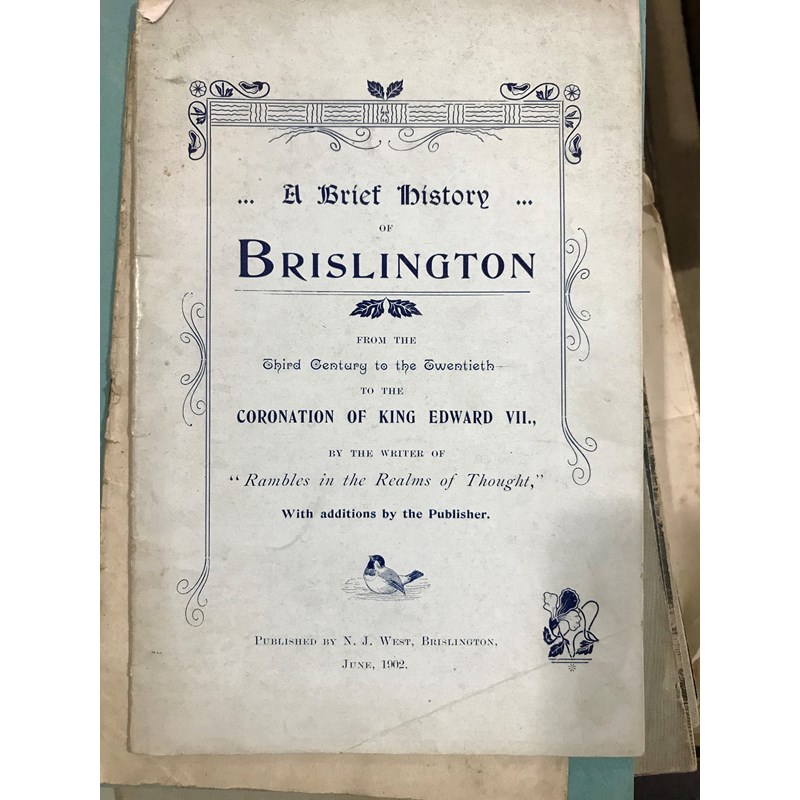 ... A Brief History ...
OF
BRISLINGTON
FROM THE
Third Century to the Twentieth
TO THE
CORONATION OF KING EDWARD VII.,
BY THE WRITER OF
"Rambles in the Realms of Thought,"
With additions by the Publisher.
PUBLISHED BY N. J. WEST, BRISLINGTON,
JUNE, 1902.